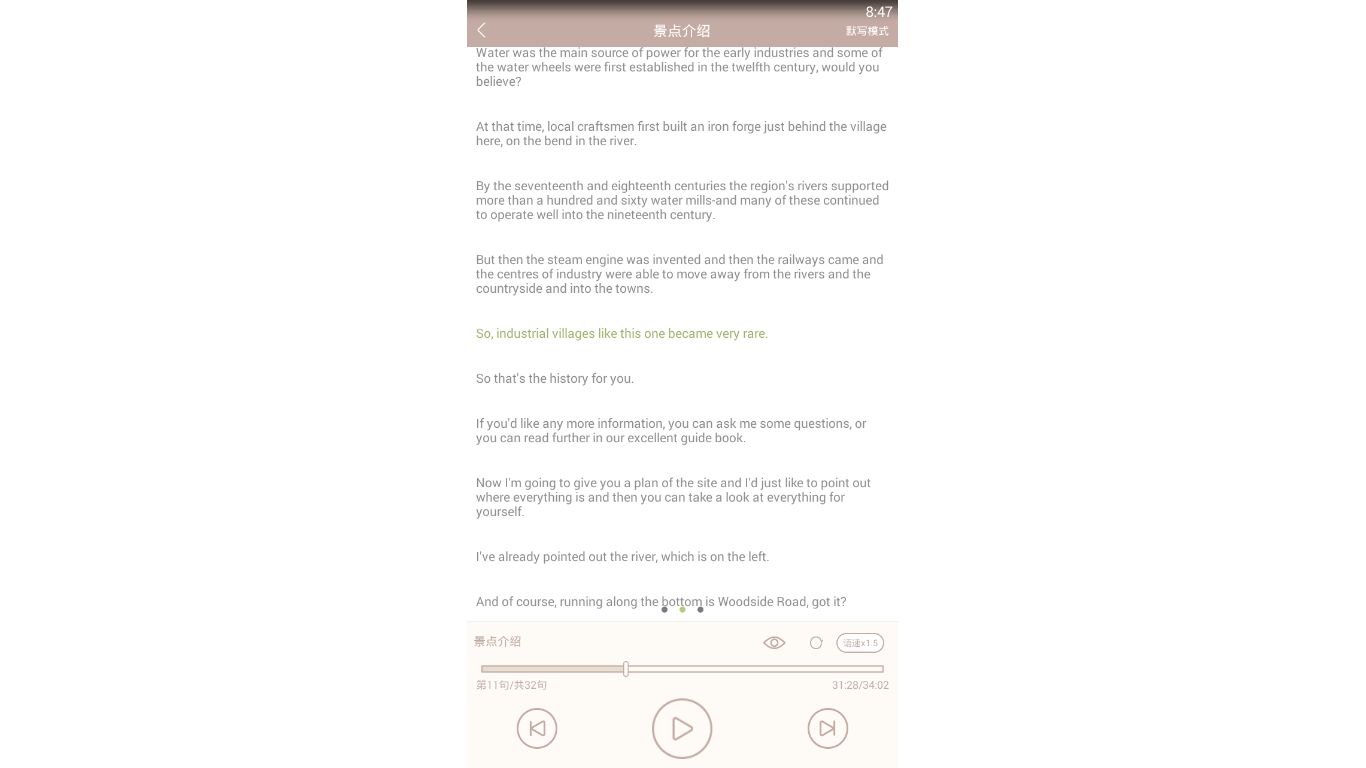 8:47
景点介绍
默写模式
Water was the main source of power for the early industries and some of
the water wheels were first established in the twelfth century, would you
believe?
At that time, local craftsmen first built an iron forge just behind the village
here, on the bend in the river.
By the seventeenth and eighteenth centuries the region's rivers supported
more than a hundred and sixty water mills-and many of these continued
to operate well into the nineteenth century.
But then the steam engine was invented and then the railways came and
the centres of industry were able to move away from the rivers and the
countryside and into the towns.
So, industrial villages like this one became very rare.
So that's the history for you.
If you'd like any more information, you can ask me some questions, or
you can read further in our excellent guide book.
Now I'm going to give you a plan of the site and I'd just like to point out
where everything is and then you can take a look at everything for
yourself.
I've already pointed out the river, which is on the left.
And of course, running along the bottom is Woodside Road, got it?
景点介绍
语速x1.5
第11句/共32句
31:28/34:02